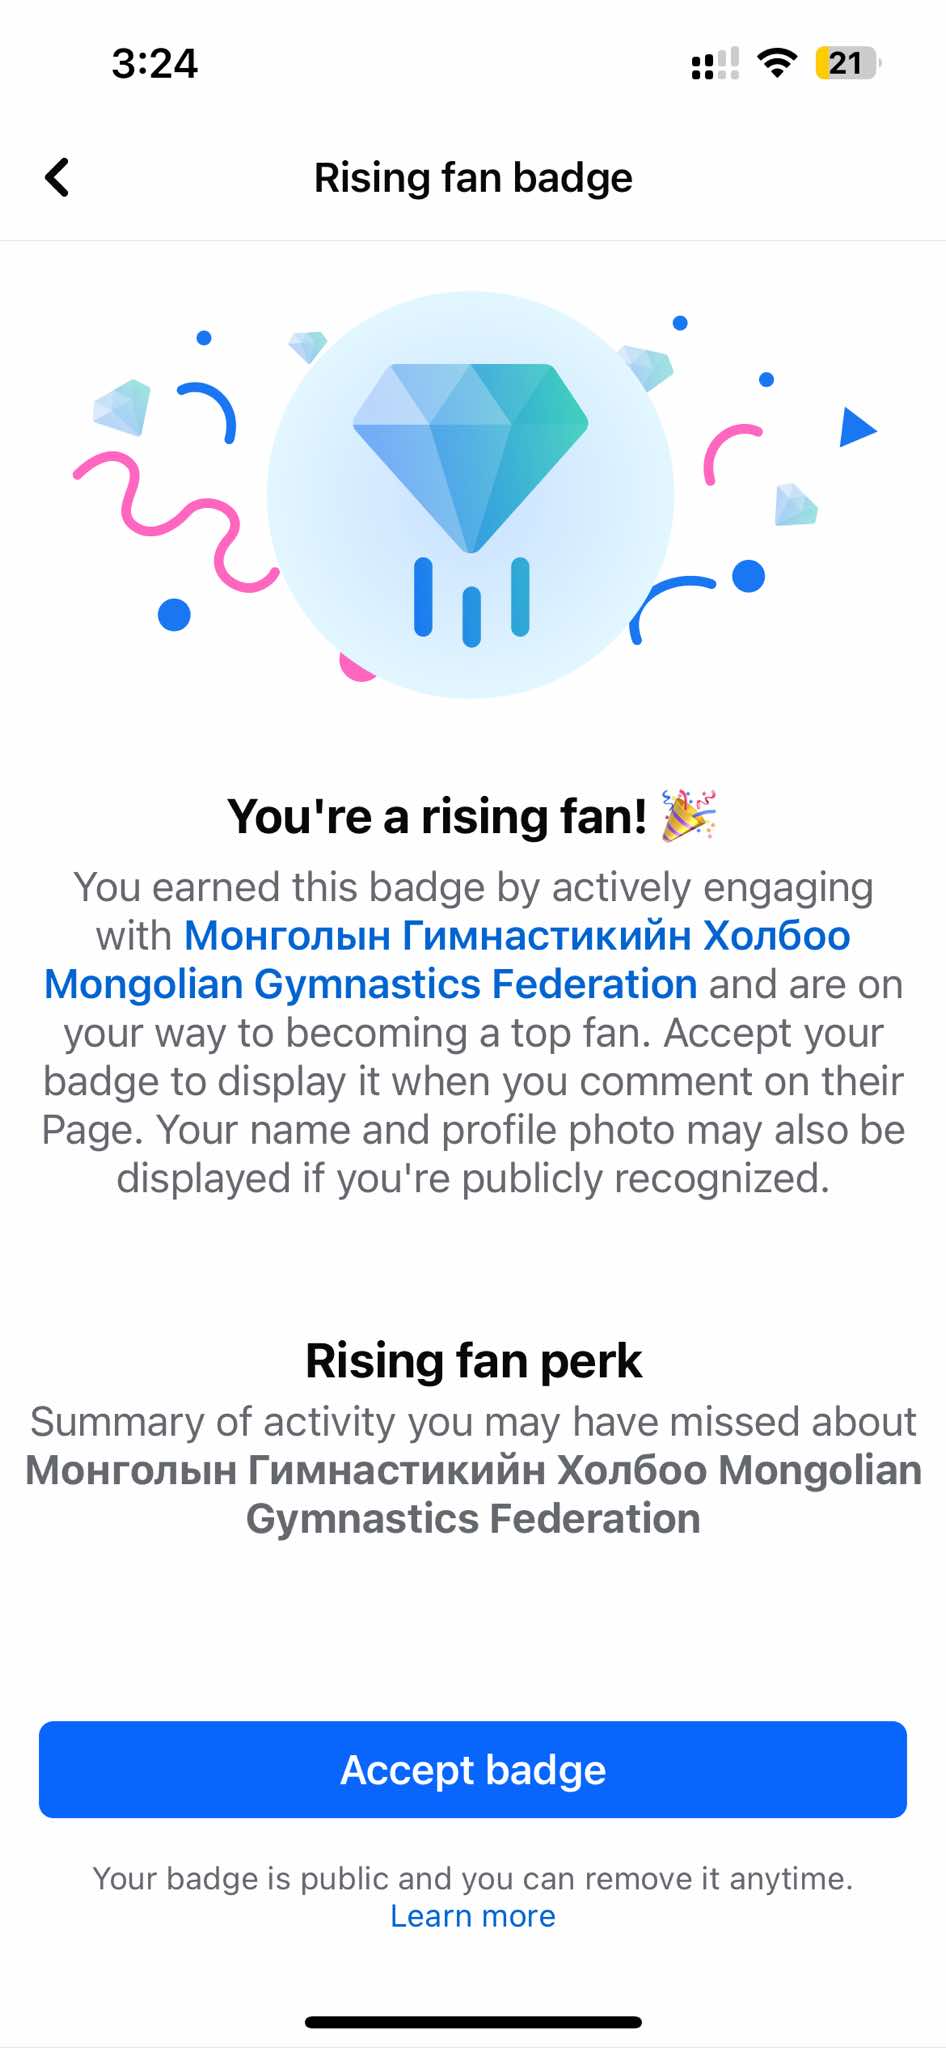 3:24
21
Rising fan badge
You're a rising fan! 🎉
You earned this badge by actively engaging
with Монголын Гимнастикийн Холбоо
Mongolian Gymnastics Federation and are on
your way to becoming a top fan. Accept your
badge to display it when you comment on their
Page. Your name and profile photo may also be
displayed if you're publicly recognized.
Rising fan perk
Summary of activity you may have missed about
Монголын Гимнастикийн Холбоо Mongolian
Gymnastics Federation
Accept badge
Your badge is public and you can remove it anytime.
Learn more